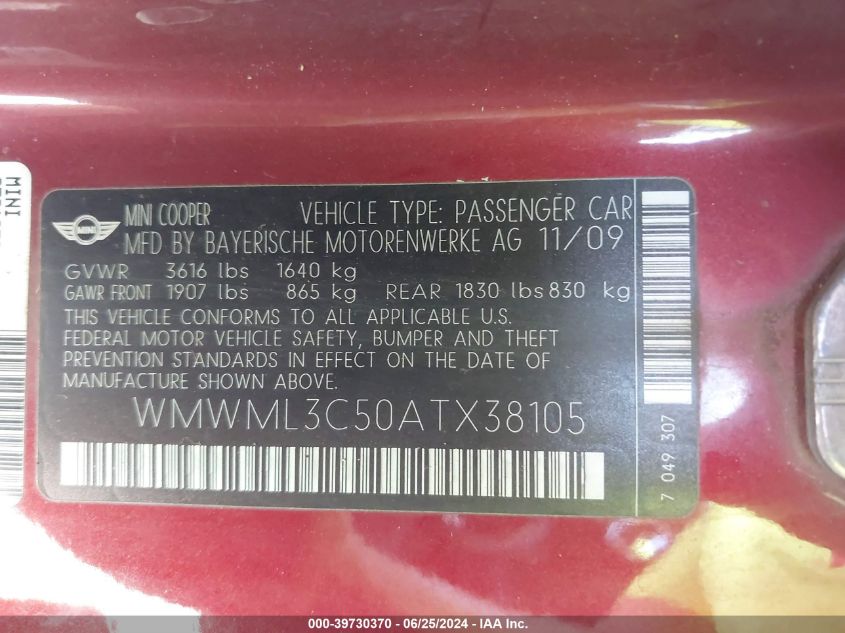 MINI
MINI COOPER VEHICLE TYPE: PASSENGER CAR
MFD BY BAYERISCHE MOTORENWERKE AG 11/09
GVWR 3616 lbs 1640 kg
GAWR FRONT 1907 lbs 865 kg REAR 1830 lbs 830 kg
THIS VEHICLE CONFORMS TO ALL APPLICABLE U.S.
FEDERAL MOTOR VEHICLE SAFETY, BUMPER AND THEFT
PREVENTION STANDARDS IN EFFECT ON THE DATE OF
MANUFACTURE SHOWN ABOVE.
WMWML3C50ATX38105
7 049 307
MINI
000-39730370 - 06/25/2024 - IAA Inc.